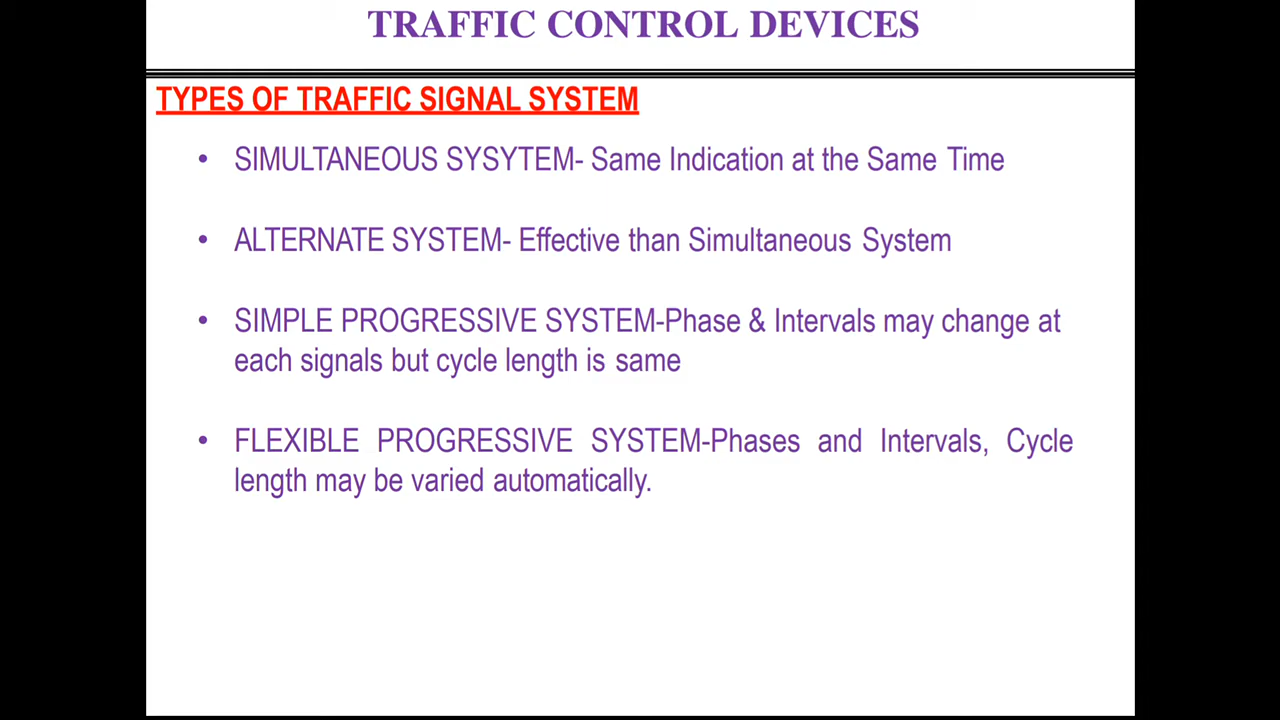 TRAFFIC CONTROL DEVICES
TYPES OF TRAFFIC SIGNAL SYSTEM
• SIMULTANEOUS SYSYTEM- Same Indication at the Same Time
• ALTERNATE SYSTEM- Effective than Simultaneous System
• SIMPLE PROGRESSIVE SYSTEM-Phase & Intervals may change at
each signals but cycle length is same
• FLEXIBLE PROGRESSIVE SYSTEM-Phases and Intervals, Cycle
length may be varied automatically.